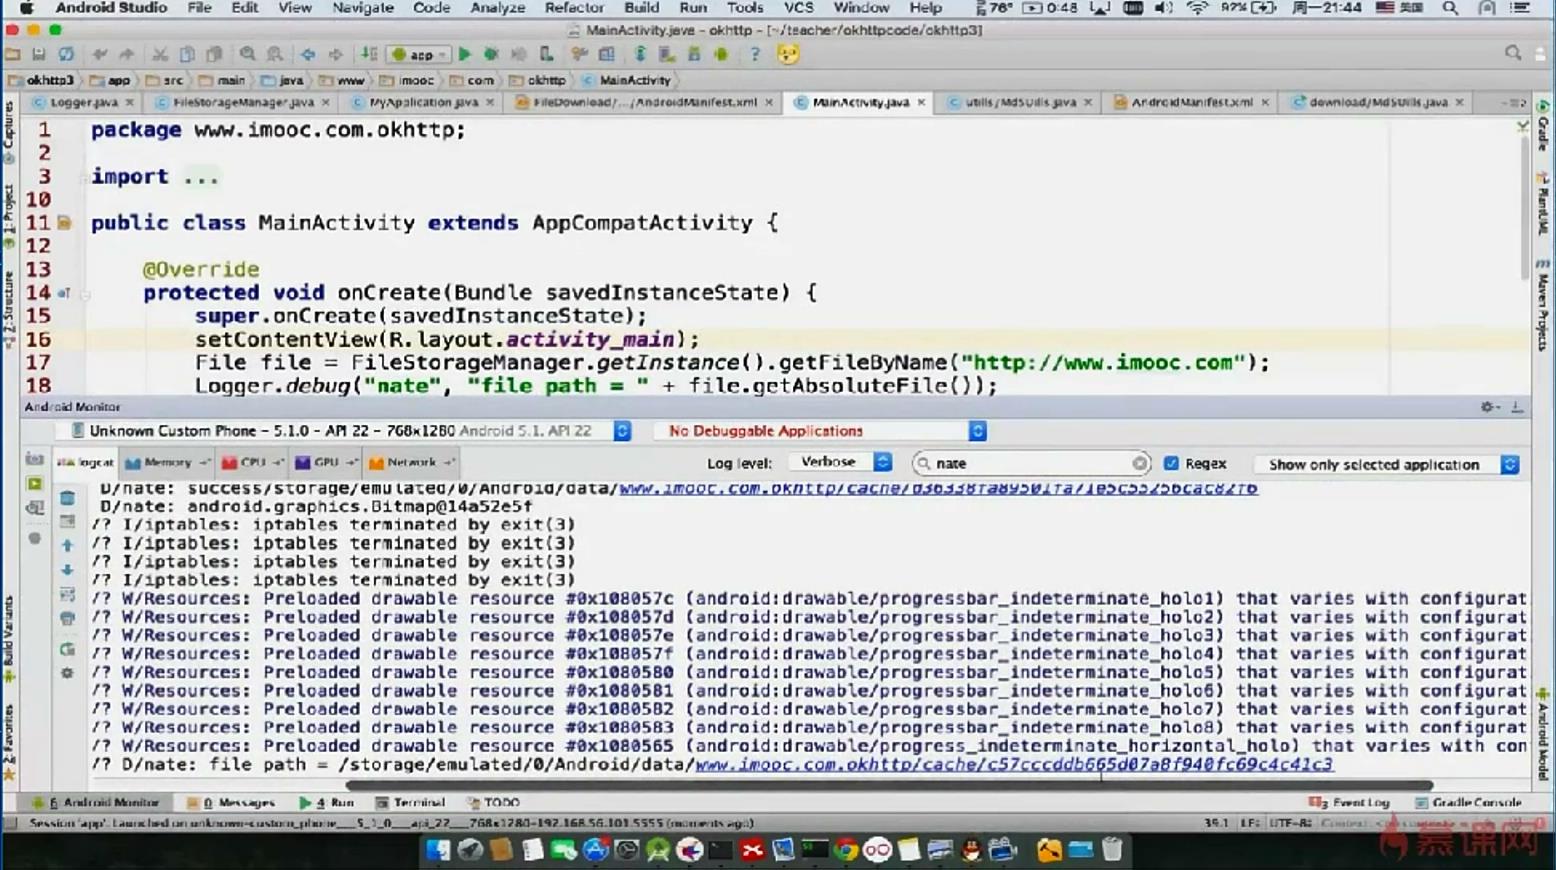 Android Studio File Edit View Navigate Code Analyze Refactor Build Run Tools VCS Window Help 76° 0:48 92% 周一21:44 美国
MainActivity.java - okhttp - [~/teacher/okhttpcode/okhttp3]
app
okhttp3 app src main java www imooc com okhttp MainActivity
Logger.java FileStorageManager.java MyApplication.java FileDownload/.../AndroidManifest.xml MainActivity.java utills/Md5Uills.java AndroidManifest.xml download/Md5Uills.java
1 package www.imooc.com.okhttp;
2
3 import ...
10
11 public class MainActivity extends AppCompatActivity {
12
13 @Override
14 protected void onCreate(Bundle savedInstanceState) {
15 super.onCreate(savedInstanceState);
16 setContentView(R.layout.activity_main);
17 File file = FileStorageManager.getInstance().getFileByName("http://www.imooc.com");
18 Logger.debug("nate", "file path = " + file.getAbsoluteFile());
Captures
1: Project
Z: Structure
Build Variants
2: Favorites
Gradle
PlantUML
Maven Projects
Android Model
Android Monitor
Unknown Custom Phone - 5.1.0 - API 22 - 768x1280 Android 5.1, API 22 No Debuggable Applications
logcat Memory CPU GPU Network Log level: Verbose nate Regex Show only selected application
D/nate: success/storage/emulated/0/Android/data/www.imooc.com.okhttp/cache/
D/nate: android.graphics.Bitmap@14a52e5f
/? I/iptables: iptables terminated by exit(3)
/? I/iptables: iptables terminated by exit(3)
/? I/iptables: iptables terminated by exit(3)
/? I/iptables: iptables terminated by exit(3)
/? W/Resources: Preloaded drawable resource #0x108057c (android:drawable/progressbar_indeterminate_holo1) that varies with configurat
/? W/Resources: Preloaded drawable resource #0x108057d (android:drawable/progressbar_indeterminate_holo2) that varies with configurat
/? W/Resources: Preloaded drawable resource #0x108057e (android:drawable/progressbar_indeterminate_holo3) that varies with configurat
/? W/Resources: Preloaded drawable resource #0x108057f (android:drawable/progressbar_indeterminate_holo4) that varies with configurat
/? W/Resources: Preloaded drawable resource #0x1080580 (android:drawable/progressbar_indeterminate_holo5) that varies with configurat
/? W/Resources: Preloaded drawable resource #0x1080581 (android:drawable/progressbar_indeterminate_holo6) that varies with configurat
/? W/Resources: Preloaded drawable resource #0x1080582 (android:drawable/progressbar_indeterminate_holo7) that varies with configurat
/? W/Resources: Preloaded drawable resource #0x1080583 (android:drawable/progressbar_indeterminate_holo8) that varies with configurat
/? W/Resources: Preloaded drawable resource #0x1080565 (android:drawable/progress_indeterminate_horizontal_holo) that varies with con
/? D/nate: file path = /storage/emulated/0/Android/data/www.imooc.com.okhttp/cache/c57cccddb665d07a8f940fc69c4c41c3
6: Android Monitor 0: Messages 4: Run Terminal TODO 3 Event Log Gradle Console
Session 'app': Launched on unknown-custom_phone___5_1_0___api_22___768x1280-192.168.56.101:5555 (moments ago) 39:1 LF: UTF-8:
慕课网